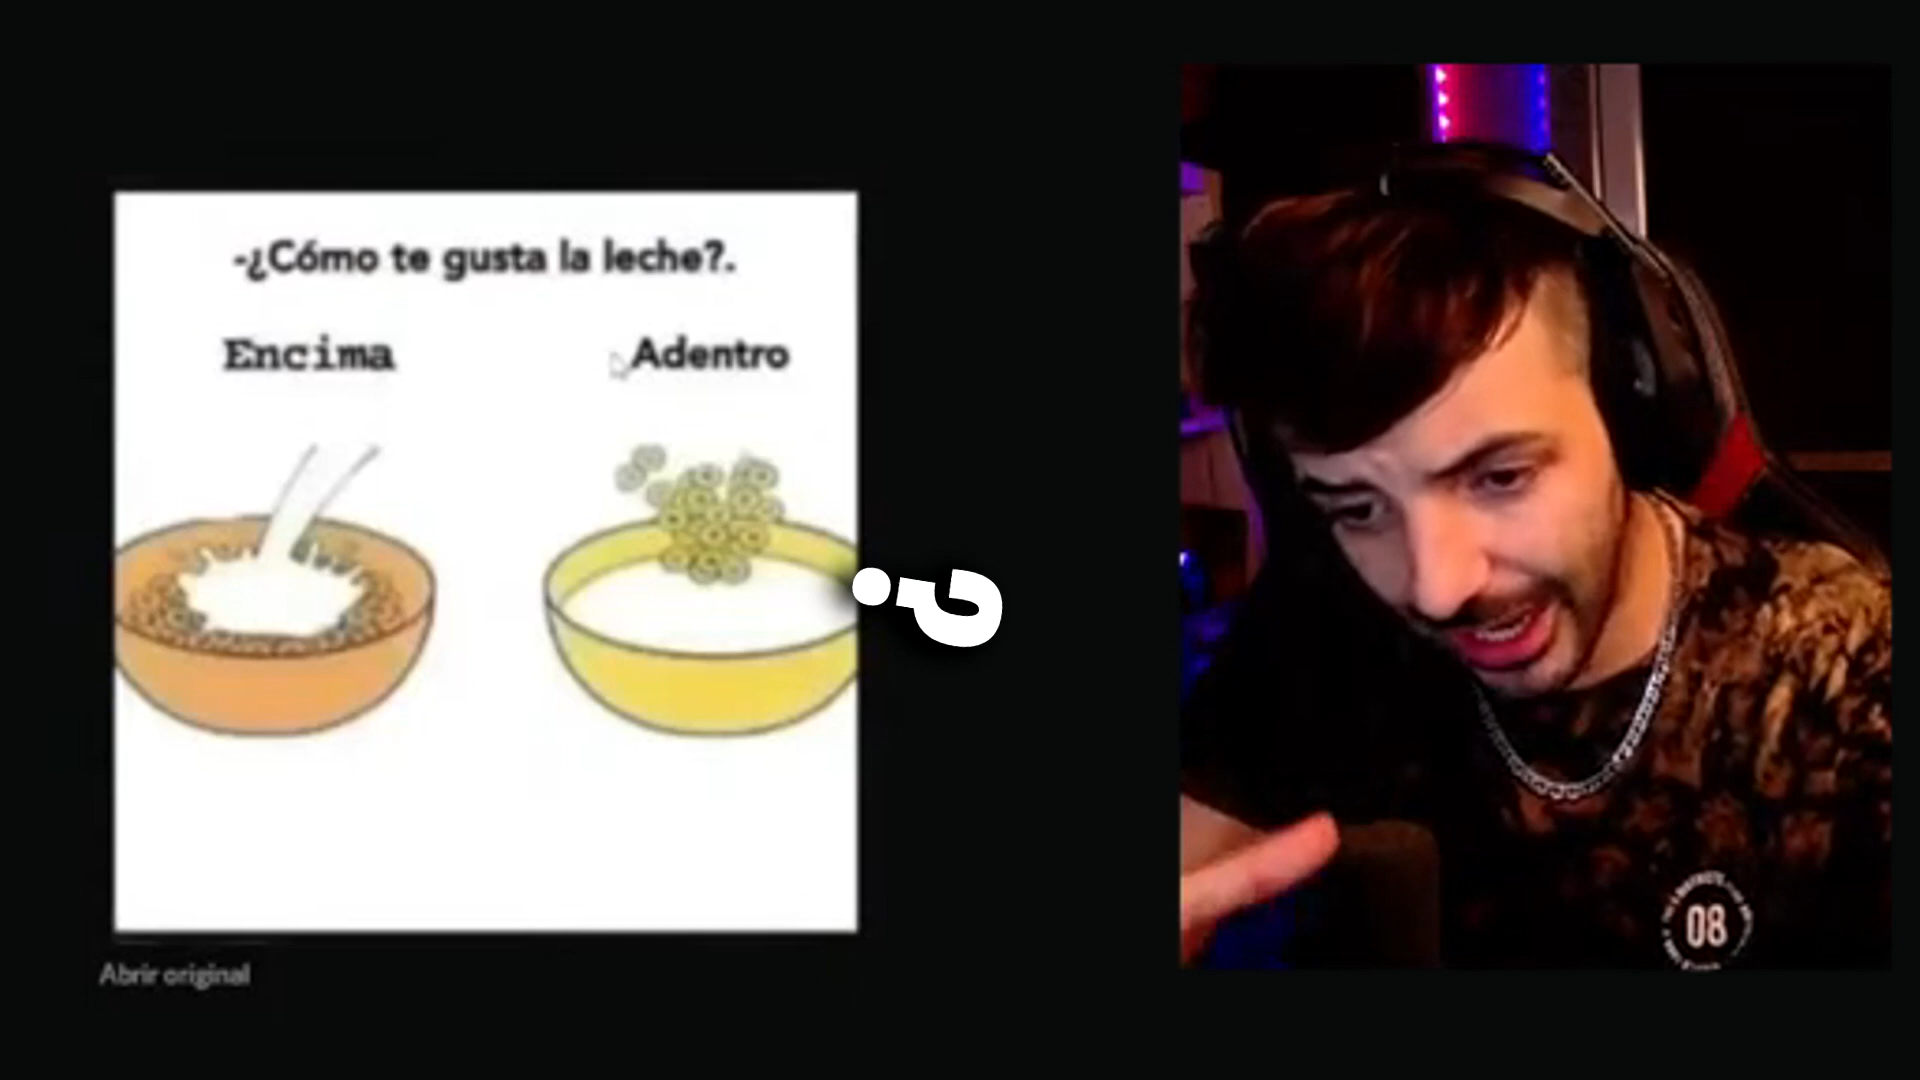 -¿Cómo te gusta la leche?.
Encima
Adentro
?
Abrir original
08